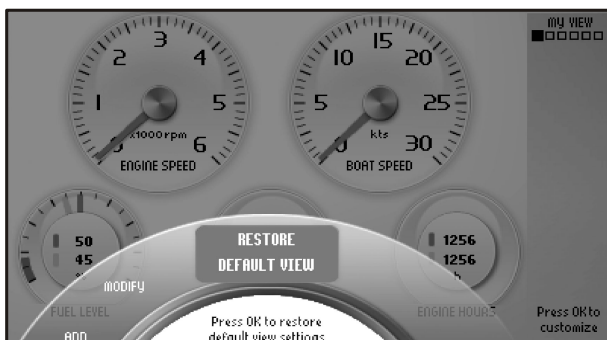 MY VIEW
1
2
3
4
5
6
0
x1000 rpm
ENGINE SPEED
5
10
15
20
25
30
0
kts
BOAT SPEED
50
45
FUEL LEVEL
1256
1256
h
ENGINE HOURS
RESTORE
DEFAULT VIEW
MODIFY
ADD
Press OK to restore
default view settings
Press OK to
customize